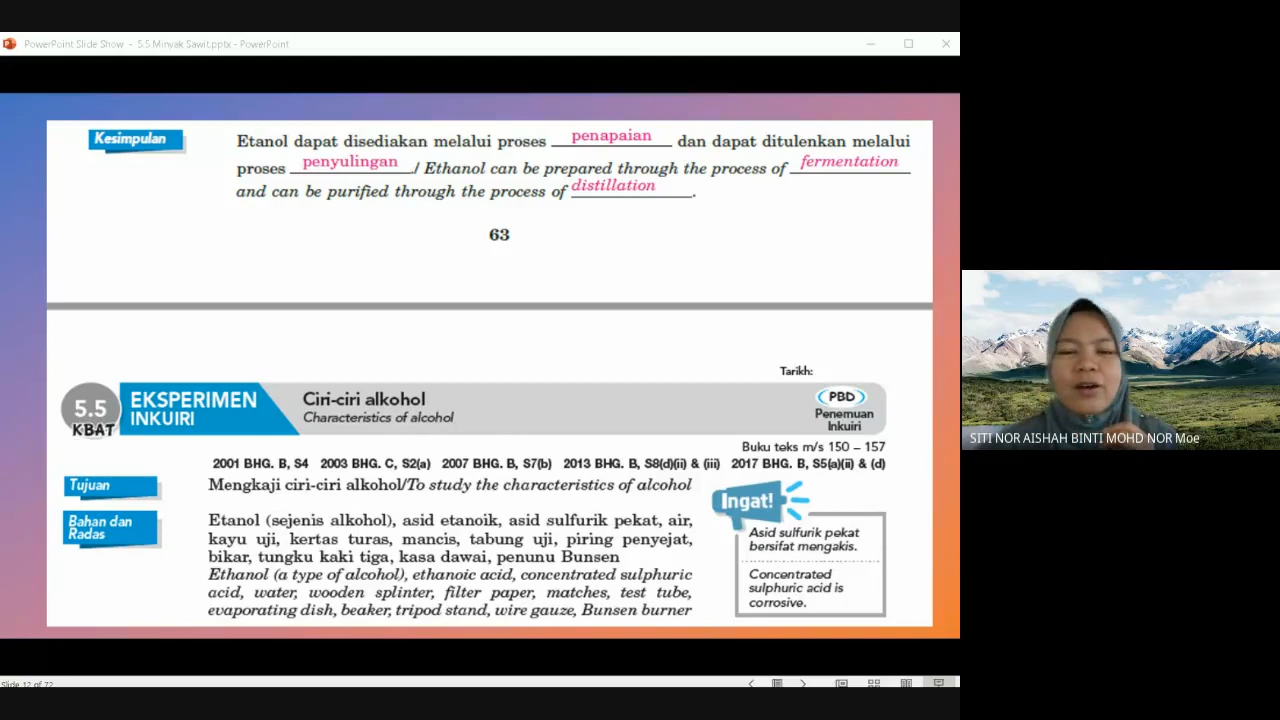 PowerPoint Slide Show - 5.5 Minyak Sawit.pptx - PowerPoint
Kesimpulan
Etanol dapat disediakan melalui proses penapaian dan dapat ditulenkan melalui
proses penyulingan / Ethanol can be prepared through the process of fermentation
and can be purified through the process of distillation.
63
Tarikh:
5.5
KBAT
EKSPERIMEN
INKUIRI
Ciri-ciri alkohol
Characteristics of alcohol
PBD
Penemuan
Inkuiri
Buku teks m/s 150 – 157
2001 BHG. B, S4 2003 BHG. C, S2(a) 2007 BHG. B, S7(b) 2013 BHG. B, S8(d)(ii) & (iii) 2017 BHG. B, S5(a)(ii) & (d)
Tujuan
Mengkaji ciri-ciri alkohol/To study the characteristics of alcohol
Bahan dan
Radas
Etanol (sejenis alkohol), asid etanoik, asid sulfurik pekat, air,
kayu uji, kertas turas, mancis, tabung uji, piring penyejat,
bikar, tungku kaki tiga, kasa dawai, penunu Bunsen
Ethanol (a type of alcohol), ethanoic acid, concentrated sulphuric
acid, water, wooden splinter, filter paper, matches, test tube,
evaporating dish, beaker, tripod stand, wire gauze, Bunsen burner
Ingat!
Asid sulfurik pekat
bersifat mengakis.
Concentrated
sulphuric acid is
corrosive.
SITI NOR AISHAH BINTI MOHD NOR Moe
Slide 12 of 72